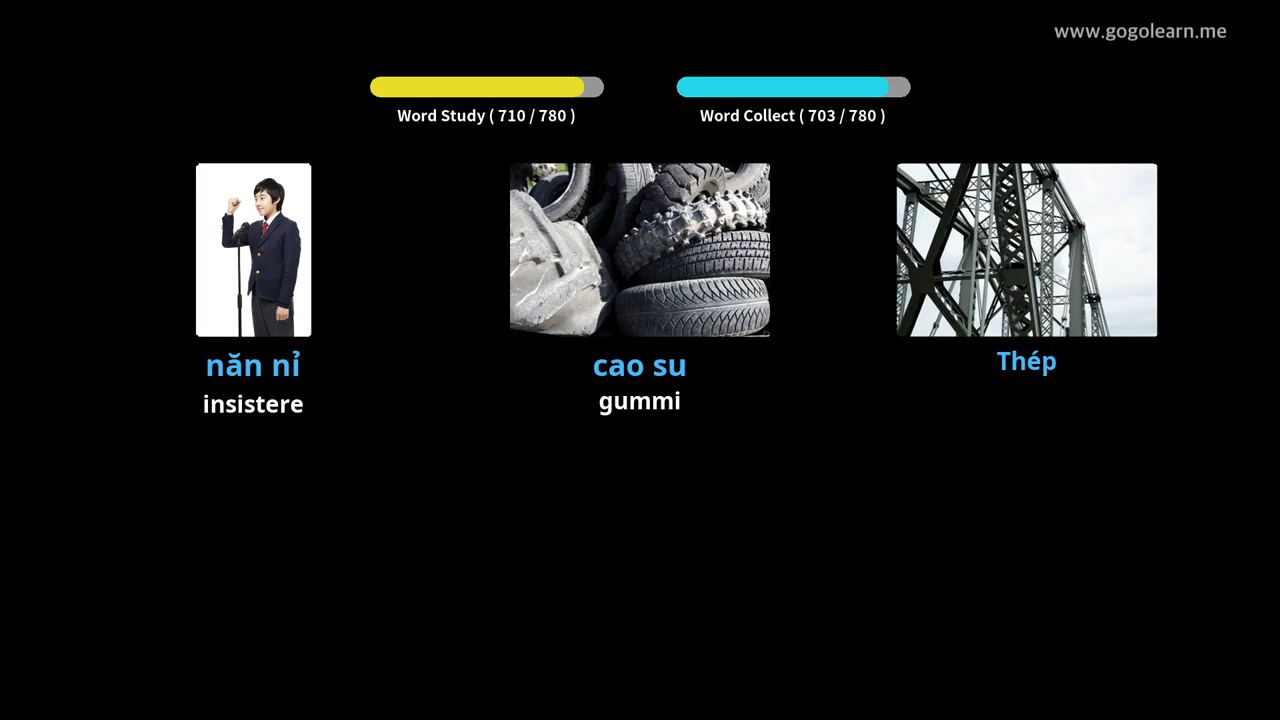 www.gogolearn.me
Word Study ( 710 / 780 )
Word Collect ( 703 / 780 )
năn nỉ
insistere
cao su
gummi
Thép